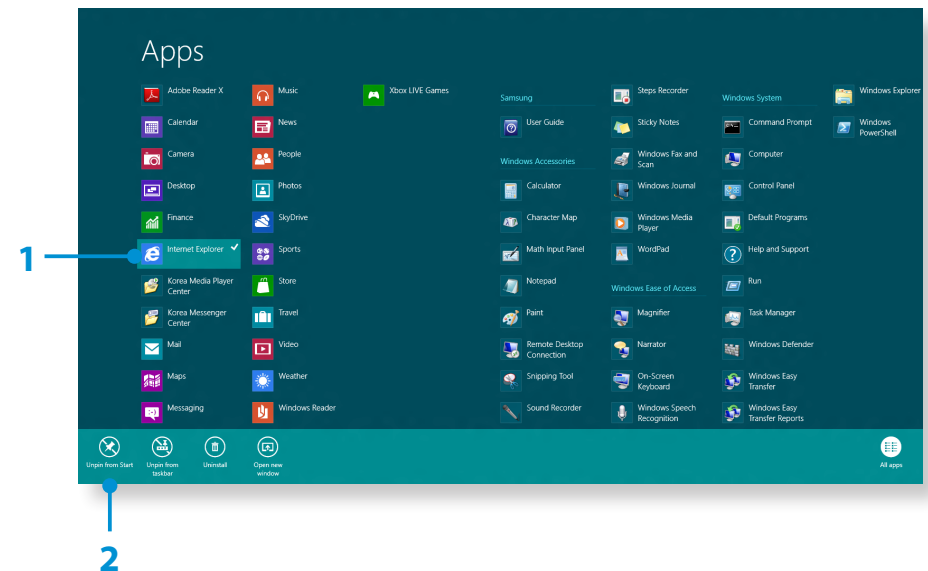 Apps
Adobe Reader X
Calendar
Camera
Desktop
Finance
Internet Explorer
Korea Media Player
Center
Korea Messenger
Center
Mail
Maps
Messaging
Music
News
People
Photos
SkyDrive
Sports
Store
Travel
Video
Weather
Windows Reader
Xbox LIVE Games
Samsung
User Guide
Windows Accessories
Calculator
Character Map
Math Input Panel
Notepad
Paint
Remote Desktop
Connection
Snipping Tool
Sound Recorder
Steps Recorder
Sticky Notes
Windows Fax and
Scan
Windows Journal
Windows Media
Player
WordPad
Windows Ease of Access
Magnifier
Narrator
On-Screen
Keyboard
Windows Speech
Recognition
Windows System
Command Prompt
Computer
Control Panel
Default Programs
Help and Support
Run
Task Manager
Windows Defender
Windows Easy
Transfer
Windows Easy
Transfer Reports
Windows Explorer
Windows
PowerShell
1
Unpin from Start
Unpin from
taskbar
Uninstall
Open new
window
All apps
2